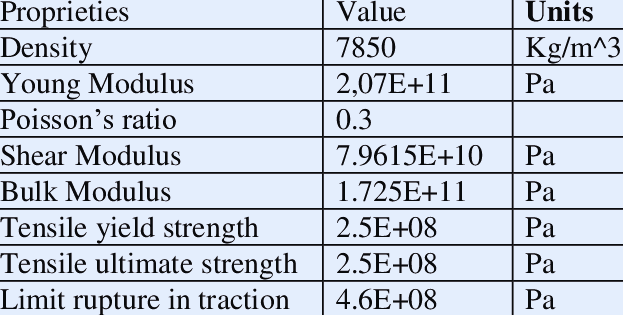 Proprieties Value Units
Density 7850 Kg/m^3
Young Modulus 2,07E+11 Pa
Poisson’s ratio 0.3
Shear Modulus 7.9615E+10 Pa
Bulk Modulus 1.725E+11 Pa
Tensile yield strength 2.5E+08 Pa
Tensile ultimate strength 2.5E+08 Pa
Limit rupture in traction 4.6E+08 Pa